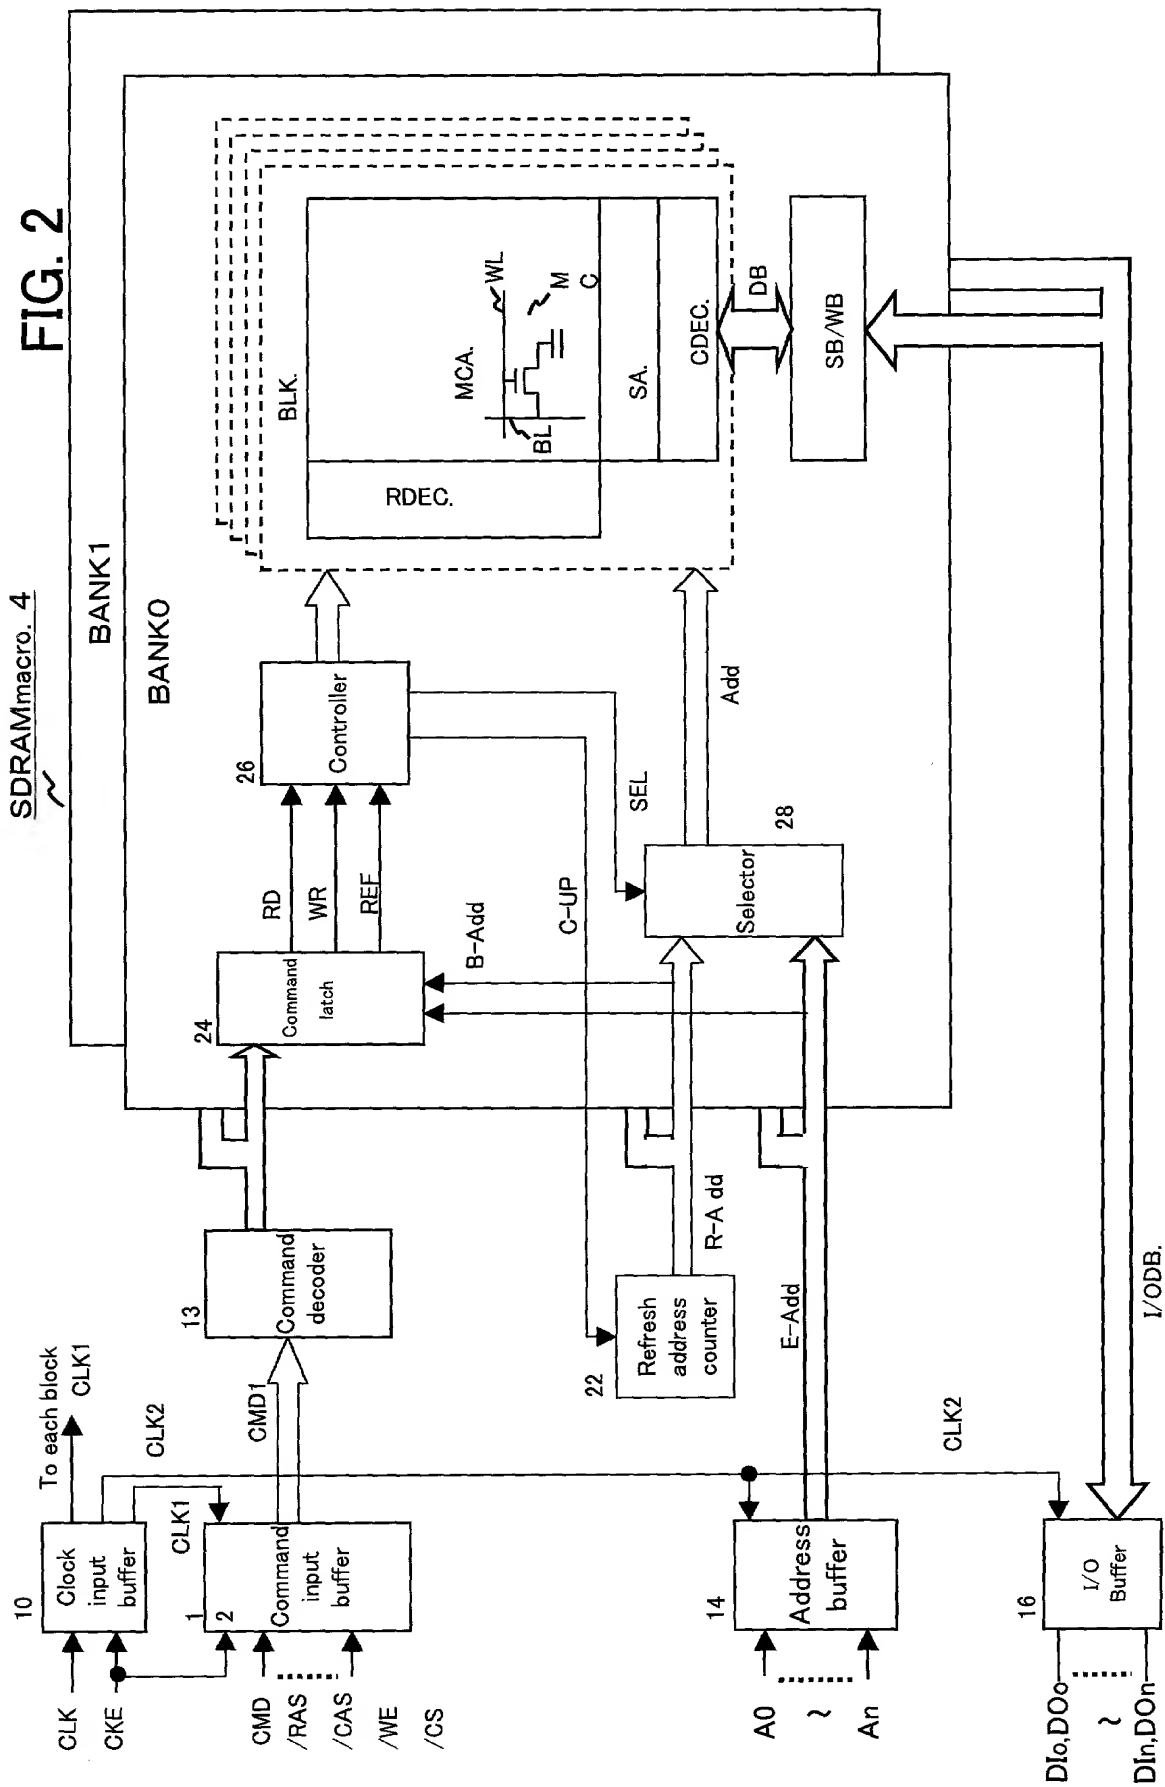 FIG. 2
SDRAMmacro. 4
BANK1
BANK0
CLK
CKE
10
Clock
input
buffer
To each block
CLK1
CLK2
CLK1
CMD
/RAS
/CAS
/WE
/CS
1
2
Command
input
buffer
CMD1
13
Command
decoder
24
Command
latch
RD
WR
REF
26
Controller
B-Add
C-UP
SEL
22
Refresh
address
counter
R-A dd
E-Add
28
Selector
Add
BLK.
RDEC.
MCA.
WL
BL
M
C
SA.
CDEC.
DB
SB/WB
A0
~
An
14
Address
buffer
CLK2
DIo,DOo
~
DIn,DOn
16
I/O
Buffer
I/ODB.